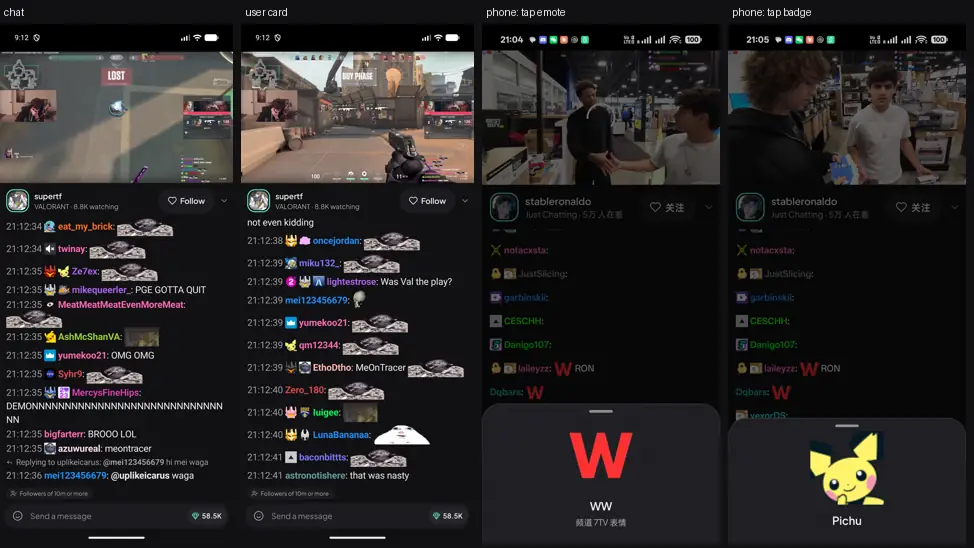 chat
9:12
LOST
supertf
VALORANT · 8.8K watching
Follow
21:12:34 eat_my_brick:
21:12:34 twinay:
21:12:35 Ze7ex:
21:12:35 mikequeerler_: PGE GOTTA QUIT
21:12:35 MeatMeatMeatEvenMoreMeat:
21:12:35 AshMcShanVA:
21:12:35 yumekoo21: OMG OMG
21:12:35 Syhr9:
21:12:35 MercysFineHips:
DEMONNNNNNNNNNNNNNNNNNNNNNNNNNN
NN
21:12:35 bigfarterr: BROOO LOL
21:12:35 azuwureal: meontracer
Replying to uplikeicarus: @mei123456679 hi mei waga
21:12:36 mei123456679: @uplikeicarus waga
Followers of 10m or more
Send a message
58.5K
user card
9:12
BUY PHASE
100
supertf
VALORANT · 8.8K watching
Follow
not even kidding
21:12:38 oncejordan:
21:12:39 miku132_:
21:12:39 2 lightestrose: Was Val the play?
21:12:39 mei123456679:
21:12:39 yumekoo21:
21:12:39 qm12344:
21:12:39 EthoDtho: MeOnTracer
21:12:40 Zero_180:
21:12:40 luigee:
21:12:40 LunaBananaa:
21:12:41 baconbittts:
21:12:41 astronotishere: that was nasty
Followers of 10m or more
Send a message
58.5K
phone: tap emote
21:04
100
stableronaldo
Just Chatting · 5万 人在看
关注
notacxsta:
JustSlicing:
garbinskii:
CESCHH:
Danigo107:
laileyzz: W RON
Dqbars: W
W
WW
频道 7TV 表情
phone: tap badge
21:05
100
stableronaldo
Just Chatting · 5万 人在看
关注
notacxsta:
JustSlicing:
garbinskii:
CESCHH:
Danigo107:
laileyzz: W RON
Dqbars: W
Pichu